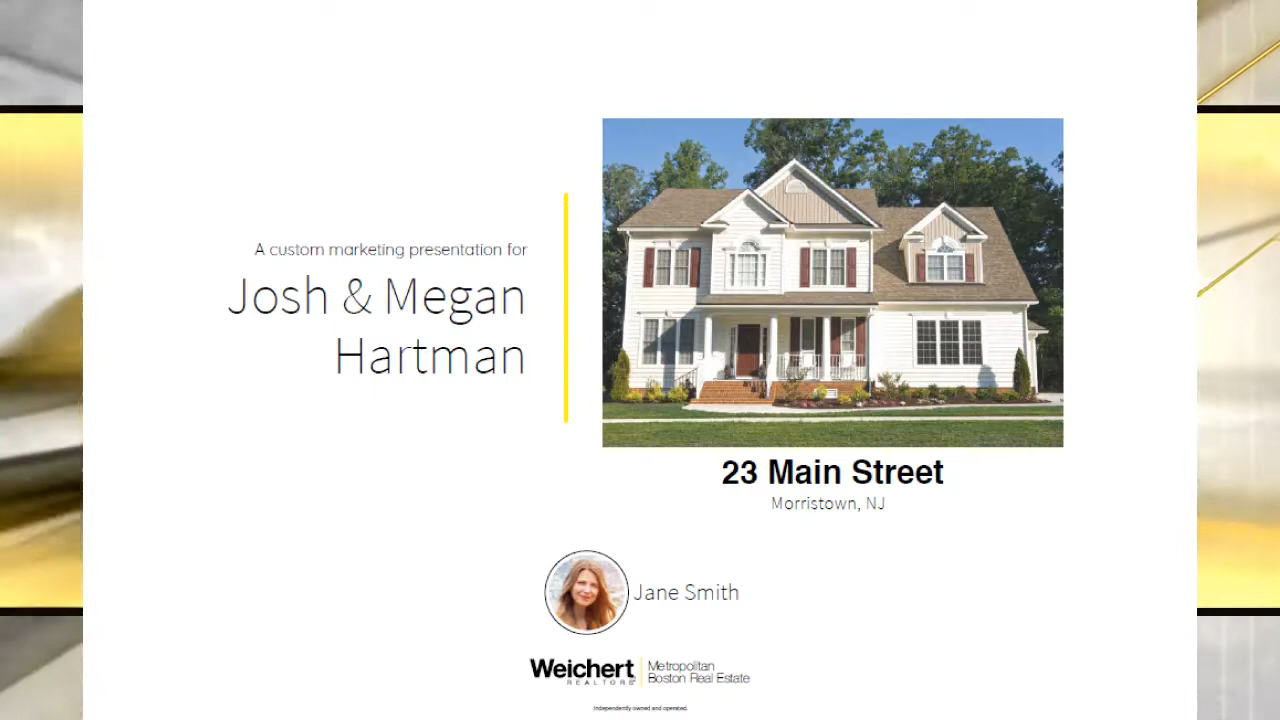 A custom marketing presentation for
Josh & Megan
Hartman
23 Main Street
Morristown, NJ
Jane Smith
Weichert
REALTORS®
Metropolitan
Boston Real Estate
Independently owned and operated.